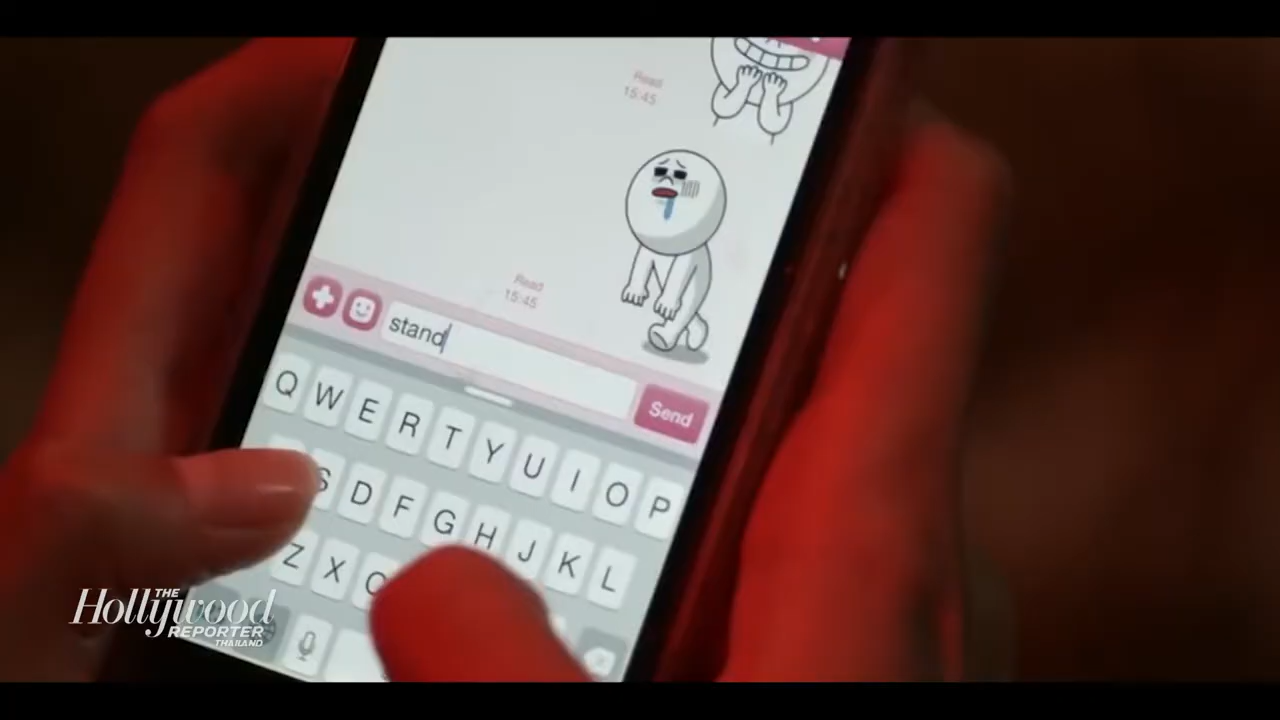 Read
15:45
Read
15:45
stand
Send
Q W E R T Y U I O P
S D F G H J K L
Z X C
THE
Hollywood
REPORTER
THAILAND